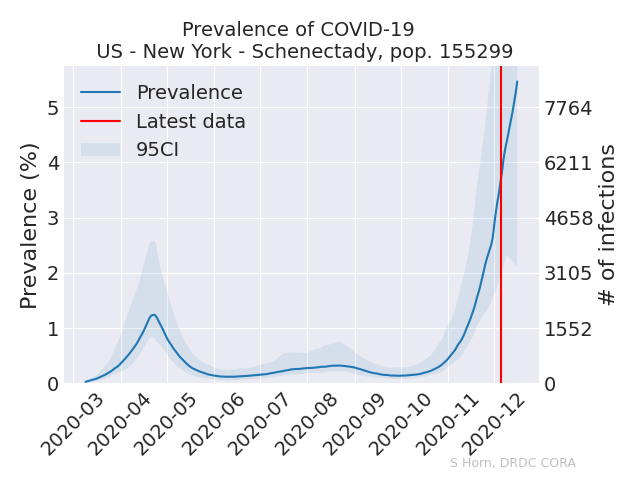 Prevalence of COVID-19
US - New York - Schenectady, pop. 155299
Prevalence
Latest data
95CI
Prevalence (%)
5
4
3
2
1
0
7764
6211
4658
3105
1552
0
# of infections
2020-03
2020-04
2020-05
2020-06
2020-07
2020-08
2020-09
2020-10
2020-11
2020-12
S Horn, DRDC CORA